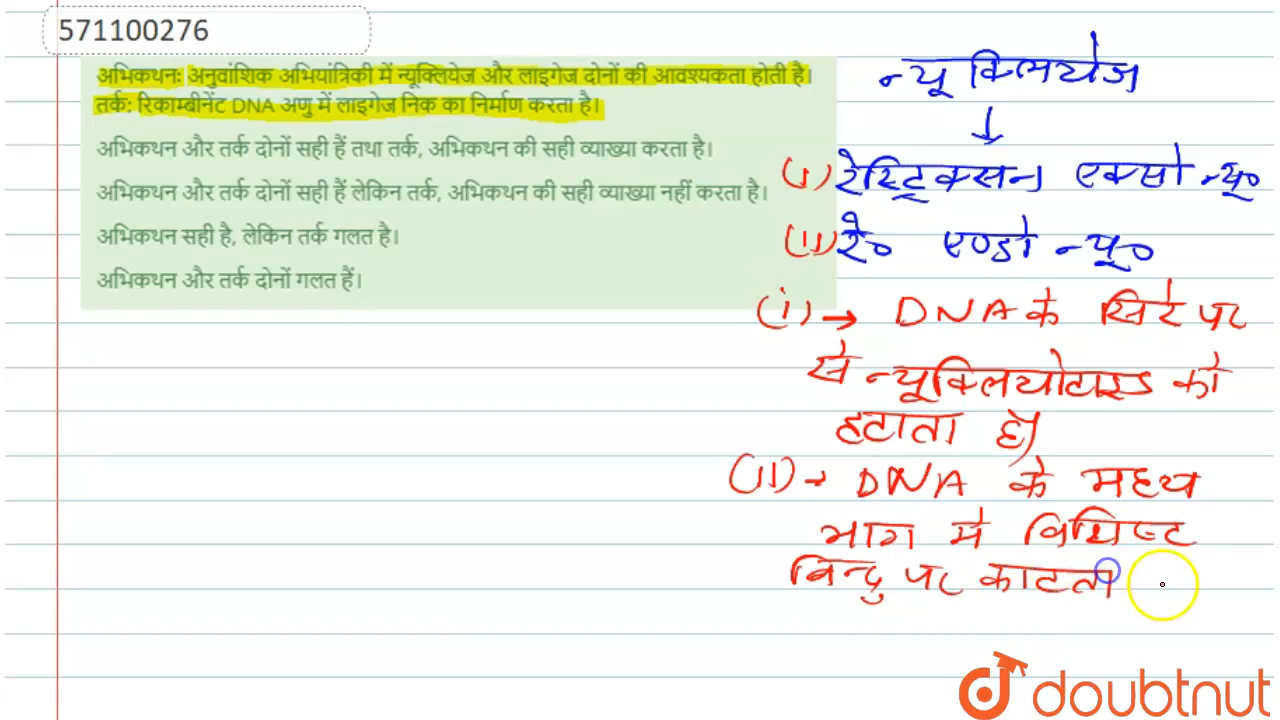 571100276
अभिकथनः अनुवांशिक अभियांत्रिकी में न्यूक्लियेज और लाइगेज दोनों की आवश्यकता होती है।
तर्क: रिकाम्बीनेंट DNA अणु में लाइगेज निक का निर्माण करता है।
अभिकथन और तर्क दोनों सही हैं तथा तर्क, अभिकथन की सही व्याख्या करता है।
अभिकथन और तर्क दोनों सही हैं लेकिन तर्क, अभिकथन की सही व्याख्या नहीं करता है।
अभिकथन सही है, लेकिन तर्क गलत है।
अभिकथन और तर्क दोनों गलत हैं।
न्यूक्लियेज
↓
(i) रेस्ट्रिक्सन एक्सो न्यू०
(ii) रे० एण्डो न्यू०
(i) → DNA के सिरे पर
से न्यूक्लियोटाइड को
हटाता है।
(ii) → DNA के मध्य
भाग में विशिष्ट
बिन्दु पर काटता
doubtnut